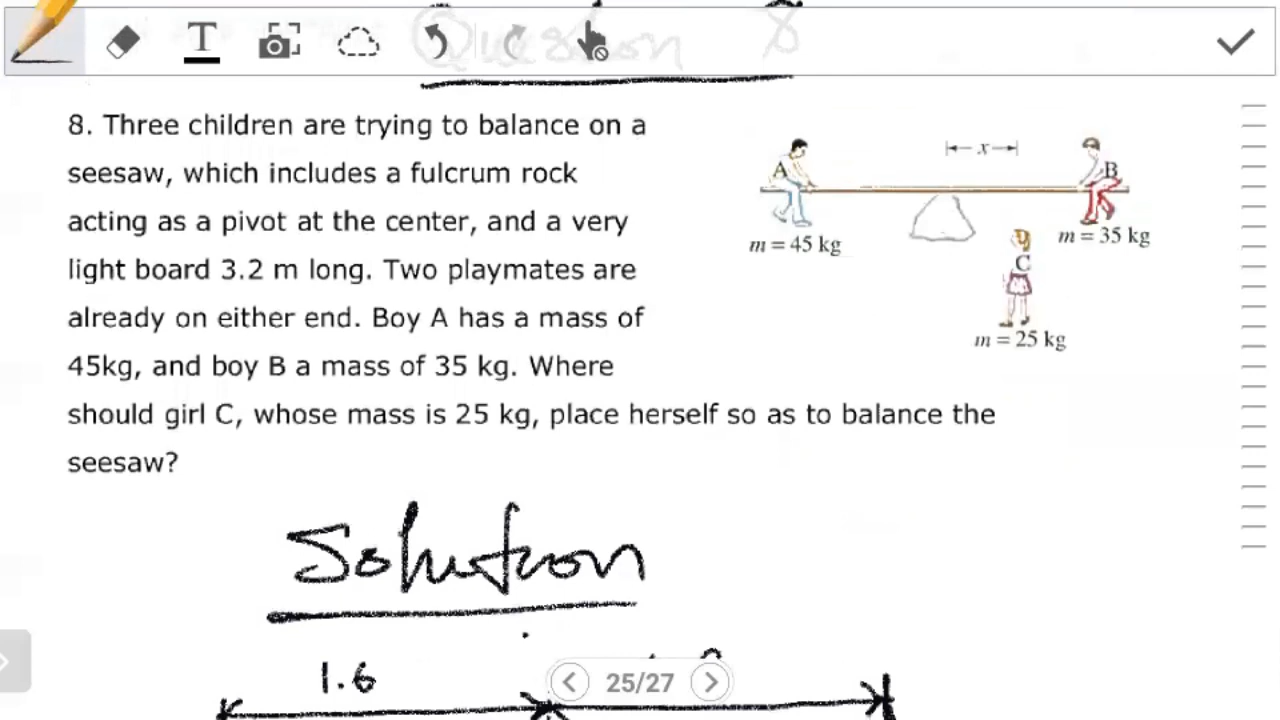 T
Question 8
8. Three children are trying to balance on a
seesaw, which includes a fulcrum rock
acting as a pivot at the center, and a very
light board 3.2 m long. Two playmates are
already on either end. Boy A has a mass of
45kg, and boy B a mass of 35 kg. Where
should girl C, whose mass is 25 kg, place herself so as to balance the
seesaw?
x
A
B
m = 45 kg
m = 35 kg
C
m = 25 kg
Solution
1.6
25/27